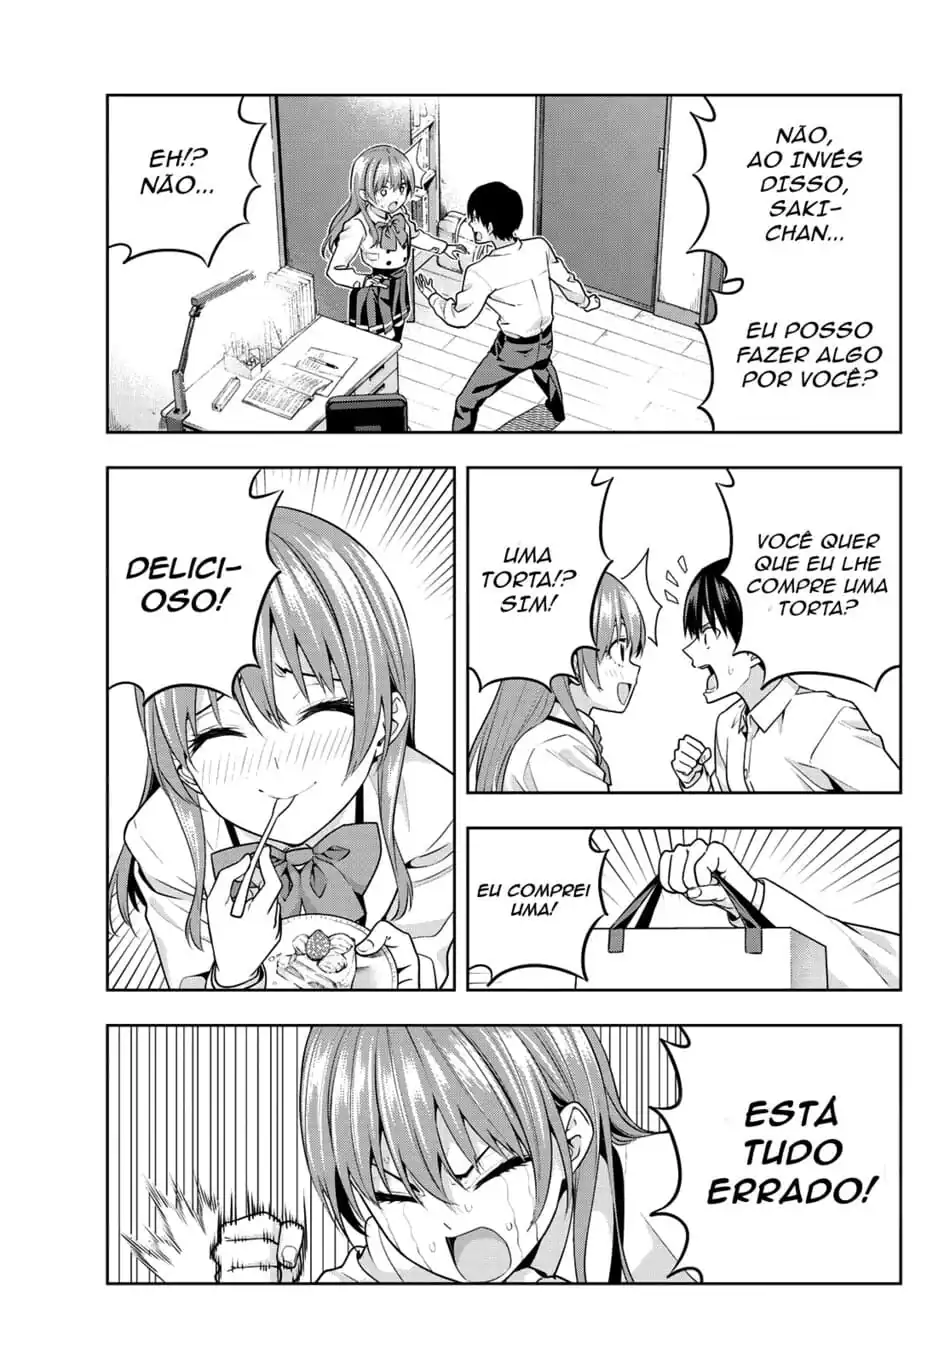 NÃO,
AO INVÉS
DISSO,
SAKI-
CHAN...
EU POSSO
FAZER ALGO
POR VOCÊ?
EH!?
NÃO...
VOCÊ QUER
QUE EU LHE
COMPRE UMA
TORTA?
UMA
TORTA!?
SIM!
EU COMPREI
UMA!
DELICI-
OSO!
ESTÁ
TUDO
ERRADO!